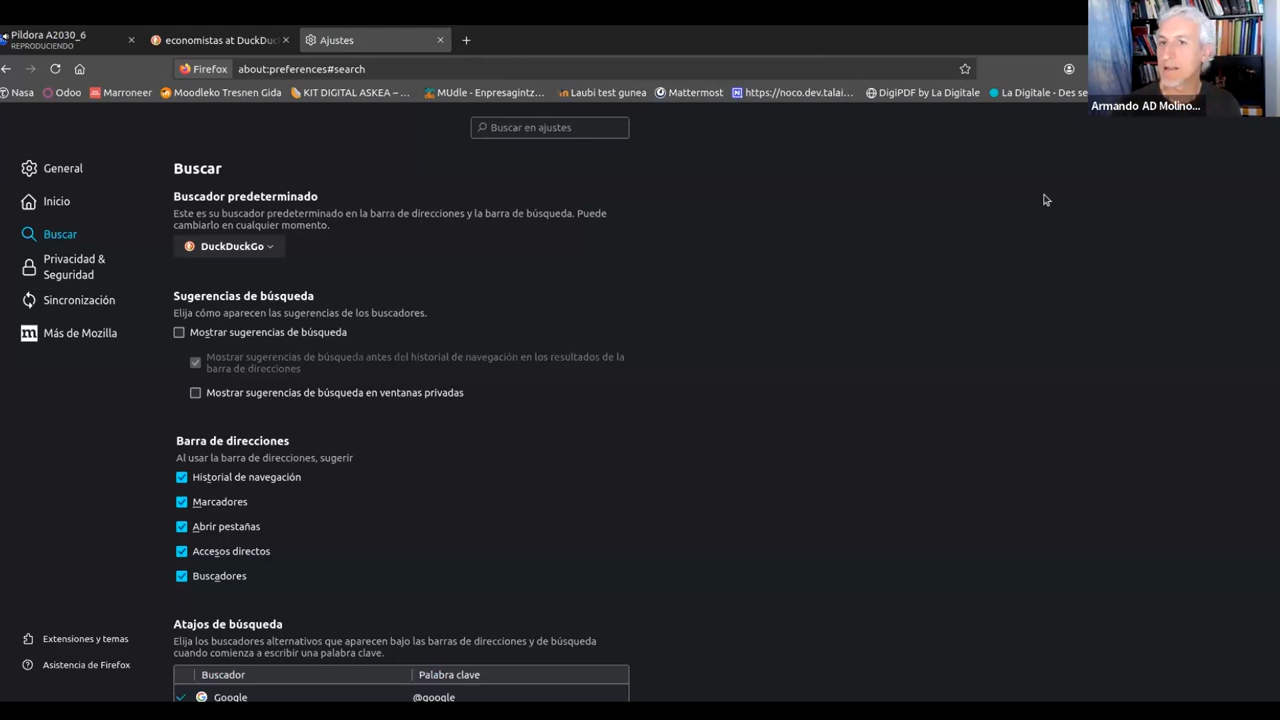 Píldora A2030_6
REPRODUCIENDO
economistas at DuckDuc
Ajustes
Firefox
about:preferences#search
Nasa
Odoo
Marroneer
Moodleko Tresnen Gida
KIT DIGITAL ASKEA – ...
MUdle - Enpresagintz...
Laubi test gunea
Mattermost
https://noco.dev.talai...
DigiPDF by La Digitale
La Digitale - Des se
Armando AD Molino...
Buscar en ajustes
General
Inicio
Buscar
Privacidad &
Seguridad
Sincronización
Más de Mozilla
Extensiones y temas
Asistencia de Firefox
Buscar
Buscador predeterminado
Este es su buscador predeterminado en la barra de direcciones y la barra de búsqueda. Puede
cambiarlo en cualquier momento.
DuckDuckGo
Sugerencias de búsqueda
Elija cómo aparecen las sugerencias de los buscadores.
Mostrar sugerencias de búsqueda
Mostrar sugerencias de búsqueda antes del historial de navegación en los resultados de la
barra de direcciones
Mostrar sugerencias de búsqueda en ventanas privadas
Barra de direcciones
Al usar la barra de direcciones, sugerir
Historial de navegación
Marcadores
Abrir pestañas
Accesos directos
Buscadores
Atajos de búsqueda
Elija los buscadores alternativos que aparecen bajo las barras de direcciones y de búsqueda
cuando comienza a escribir una palabra clave.
Buscador
Palabra clave
Google
@google